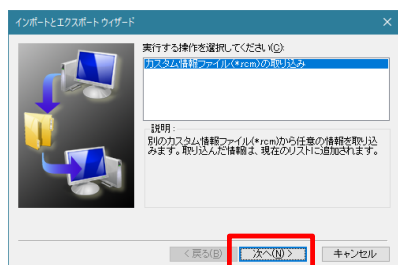 インポートとエクスポート ウィザード
実行する操作を選択してください(C):
カスタム情報ファイル(*rcm)の取り込み
説明:
別のカスタム情報ファイル(*rcm)から任意の情報を取り込
みます。取り込んだ情報は、現在のリストに追加されます。
< 戻る(B)
次へ(N) >
キャンセル